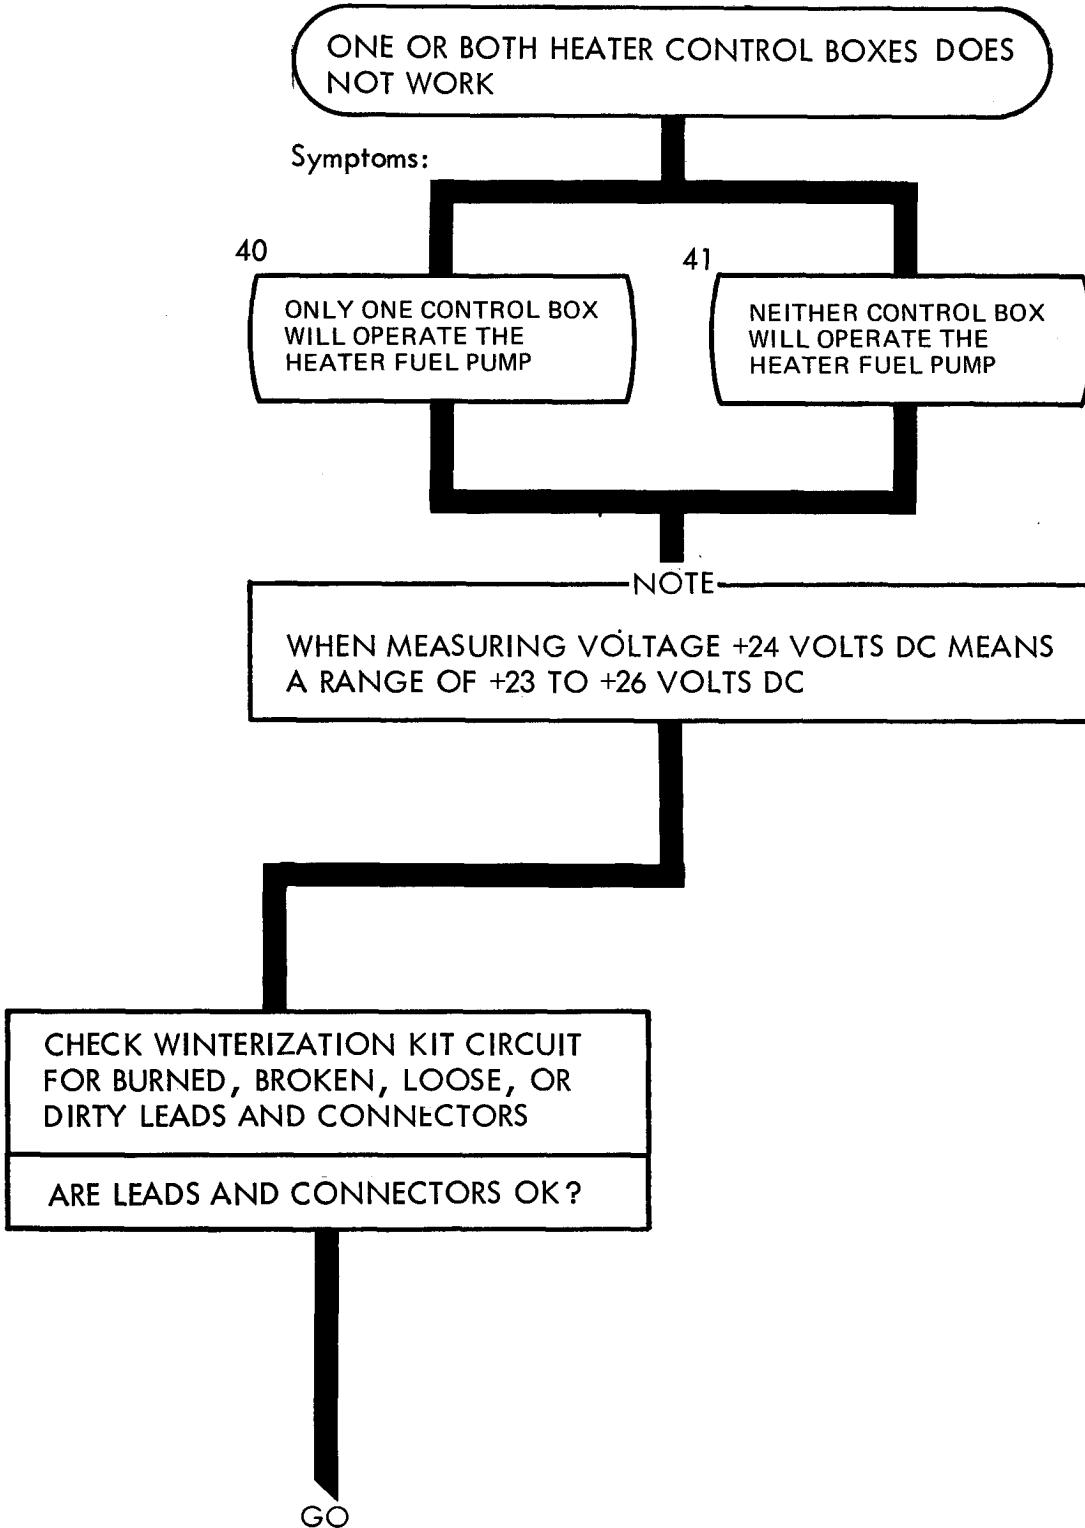 ONE OR BOTH HEATER CONTROL BOXES DOES
NOT WORK
Symptoms:
40
ONLY ONE CONTROL BOX
WILL OPERATE THE
HEATER FUEL PUMP
41
NEITHER CONTROL BOX
WILL OPERATE THE
HEATER FUEL PUMP
NOTE
WHEN MEASURING VOLTAGE +24 VOLTS DC MEANS
A RANGE OF +23 TO +26 VOLTS DC
CHECK WINTERIZATION KIT CIRCUIT
FOR BURNED, BROKEN, LOOSE, OR
DIRTY LEADS AND CONNECTORS
ARE LEADS AND CONNECTORS OK?
GO